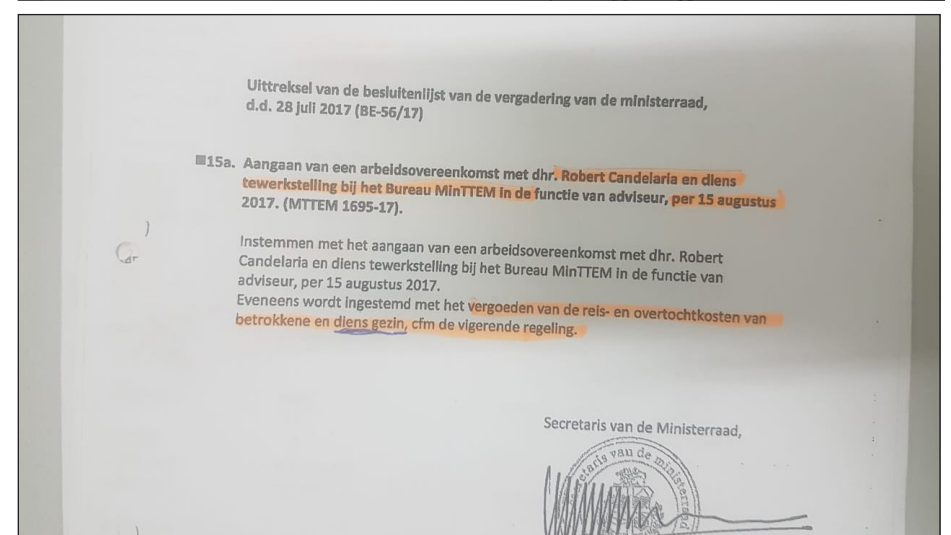 Uittreksel van de besluitenlijst van de vergadering van de ministerraad,
d.d. 28 juli 2017 (BE-56/17)
15a. Aangaan van een arbeidsovereenkomst met dhr. Robert Candelaria en diens
tewerkstelling bij het Bureau MinTTEM in de functie van adviseur, per 15 augustus
2017. (MTTEM 1695-17).
Instemmen met het aangaan van een arbeidsovereenkomst met dhr. Robert
Candelaria en diens tewerkstelling bij het Bureau MinTTEM in de functie van
adviseur, per 15 augustus 2017.
Eveneens wordt ingestemd met het vergoeden van de reis- en overtochtkosten van
betrokkene en diens gezin, cfm de vigerende regeling.
Secretaris van de Ministerraad,
secretaris van de ministerraad